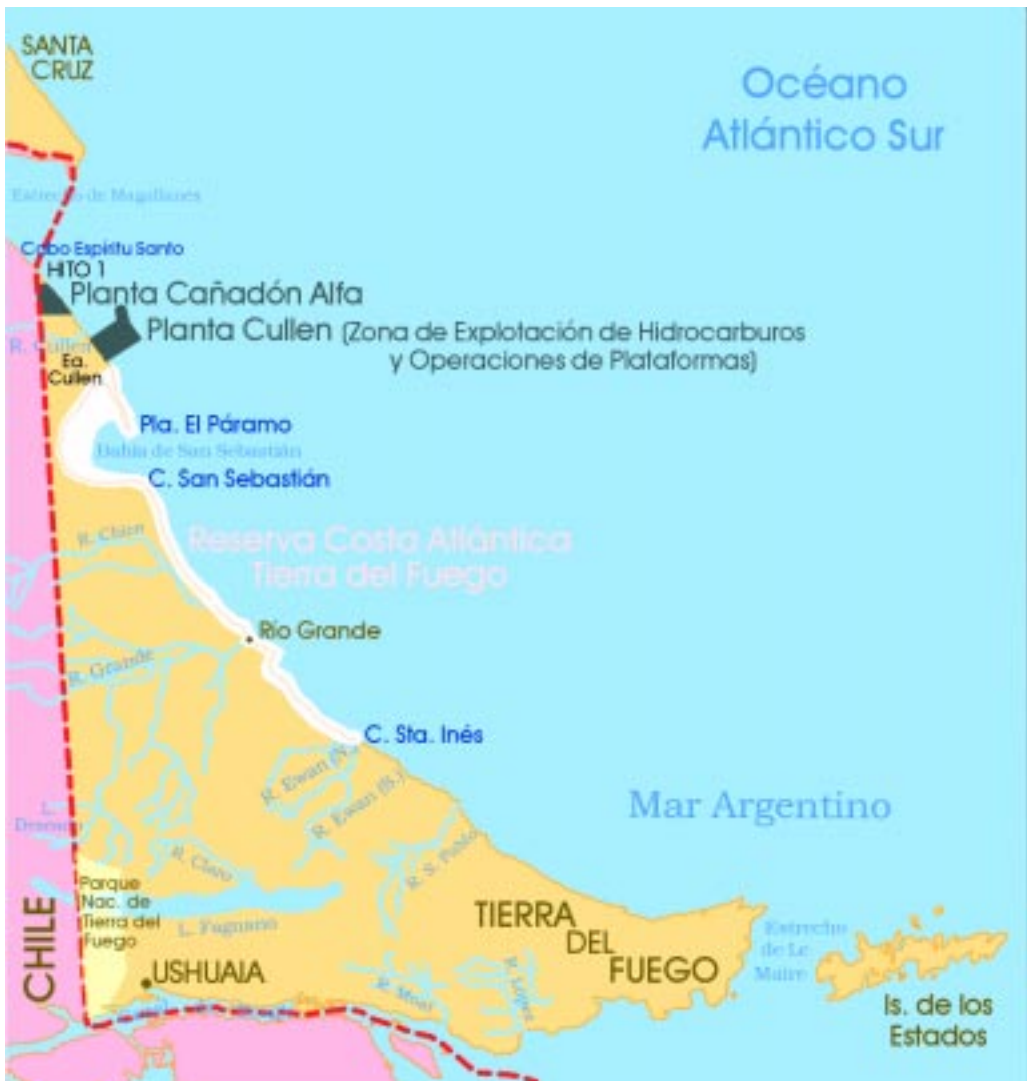 SANTA
CRUZ
Océano
Atlántico Sur
Estrecho de Magallanes
Cabo Espíritu Santo
HITO 1
Planta Cañadón Alfa
Planta Cullen (Zona de Explotación de Hidrocarburos
y Operaciones de Plataformas)
R. Cullen
Ea.
Cullen
Pla. El Páramo
Bahía de San Sebastián
C. San Sebastián
R. Chico
Reserva Costa Atlántica
Tierra del Fuego
Río Grande
R. Grande
C. Sta. Inés
R. Ewan (N.)
R. Ewan (S.)
Mar Argentino
L.
R. Claro
R. S. Pablo
Parque
Nac. de
Tierra del
Fuego
L. Fagnano
CHILE
TIERRA
DEL
FUEGO
Estrecho
de Le
Maire
USHUAIA
R. Moat
R. López
Is. de los
Estados